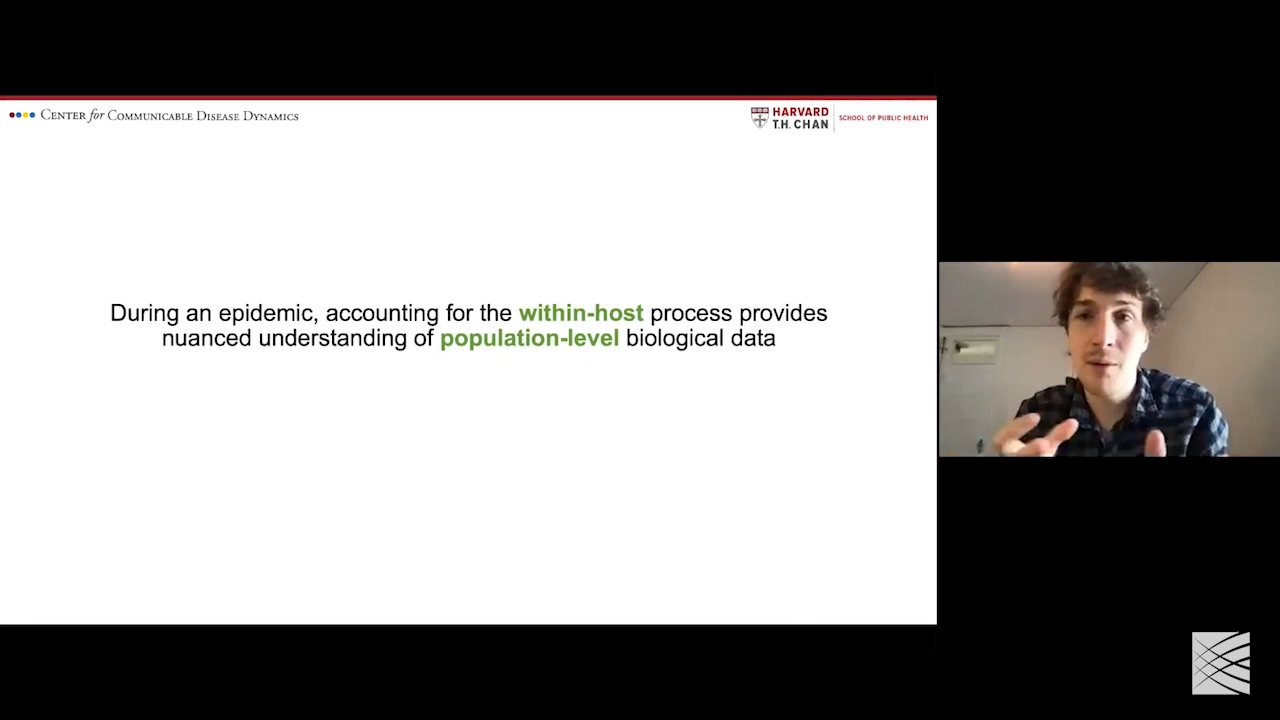 CENTER for COMMUNICABLE DISEASE DYNAMICS
HARVARD
T.H. CHAN
SCHOOL OF PUBLIC HEALTH
During an epidemic, accounting for the within-host process provides
nuanced understanding of population-level biological data